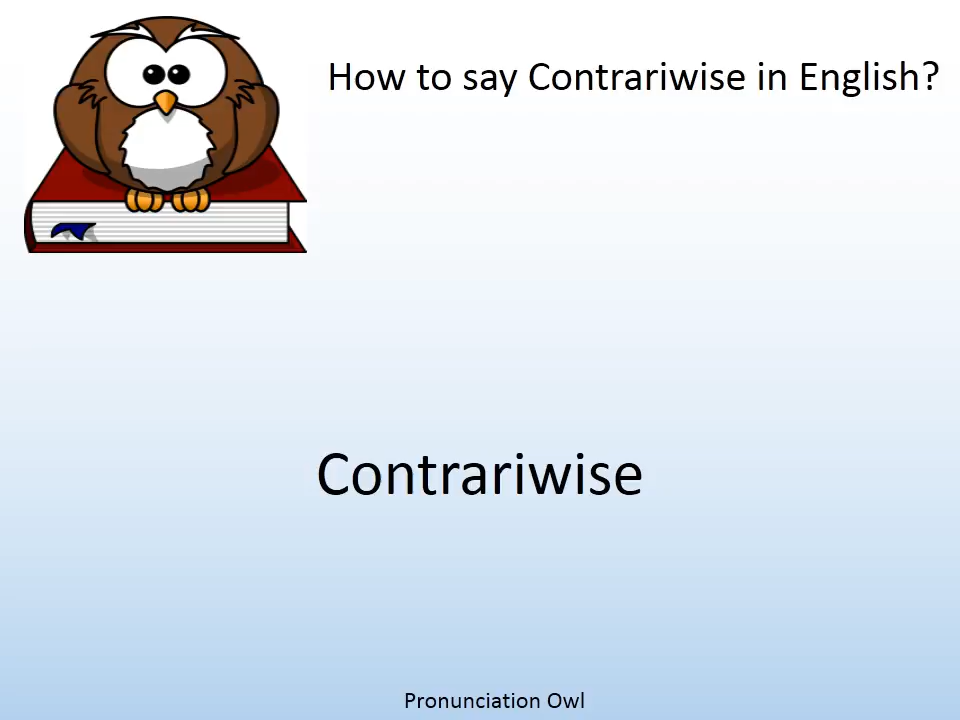 How to say Contrariwise in English?
Contrariwise
Pronunciation Owl